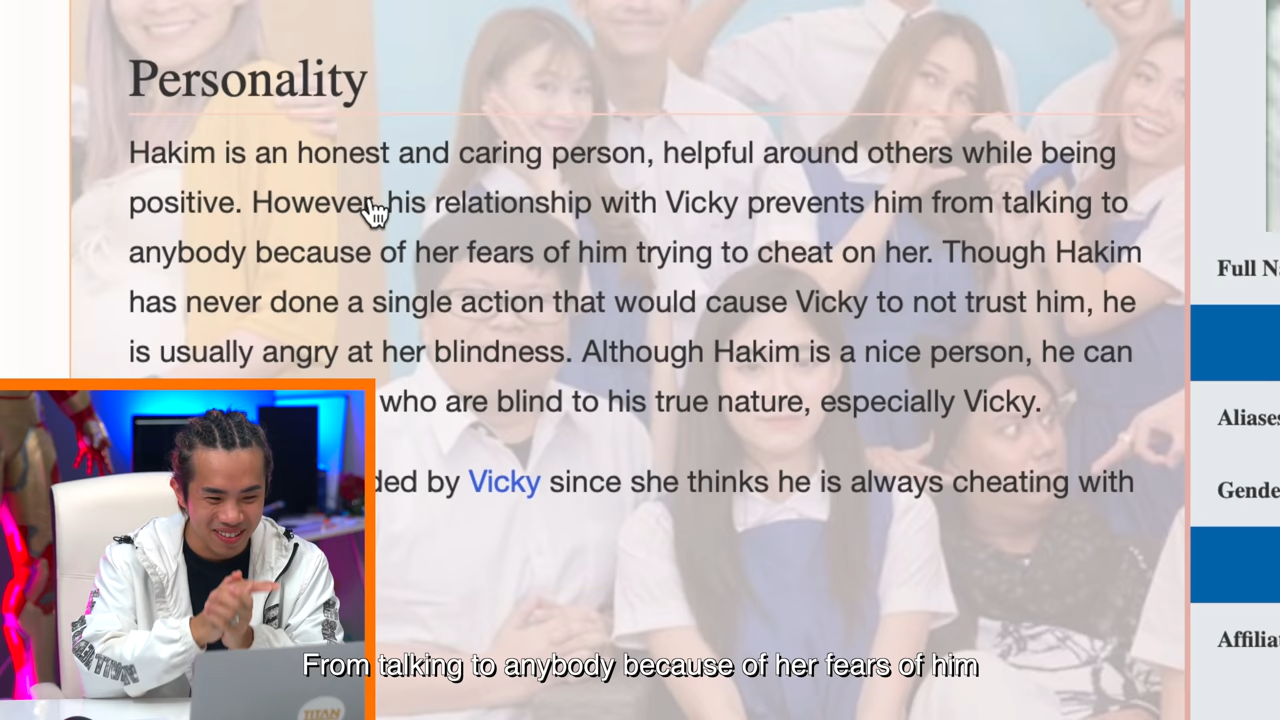 Personality
Hakim is an honest and caring person, helpful around others while being
positive. However, his relationship with Vicky prevents him from talking to
anybody because of her fears of him trying to cheat on her. Though Hakim
has never done a single action that would cause Vicky to not trust him, he
is usually angry at her blindness. Although Hakim is a nice person, he can
who are blind to his true nature, especially Vicky.
ded by Vicky since she thinks he is always cheating with
Full N
Aliases
Gende
Affilia
TITAN
From talking to anybody because of her fears of him